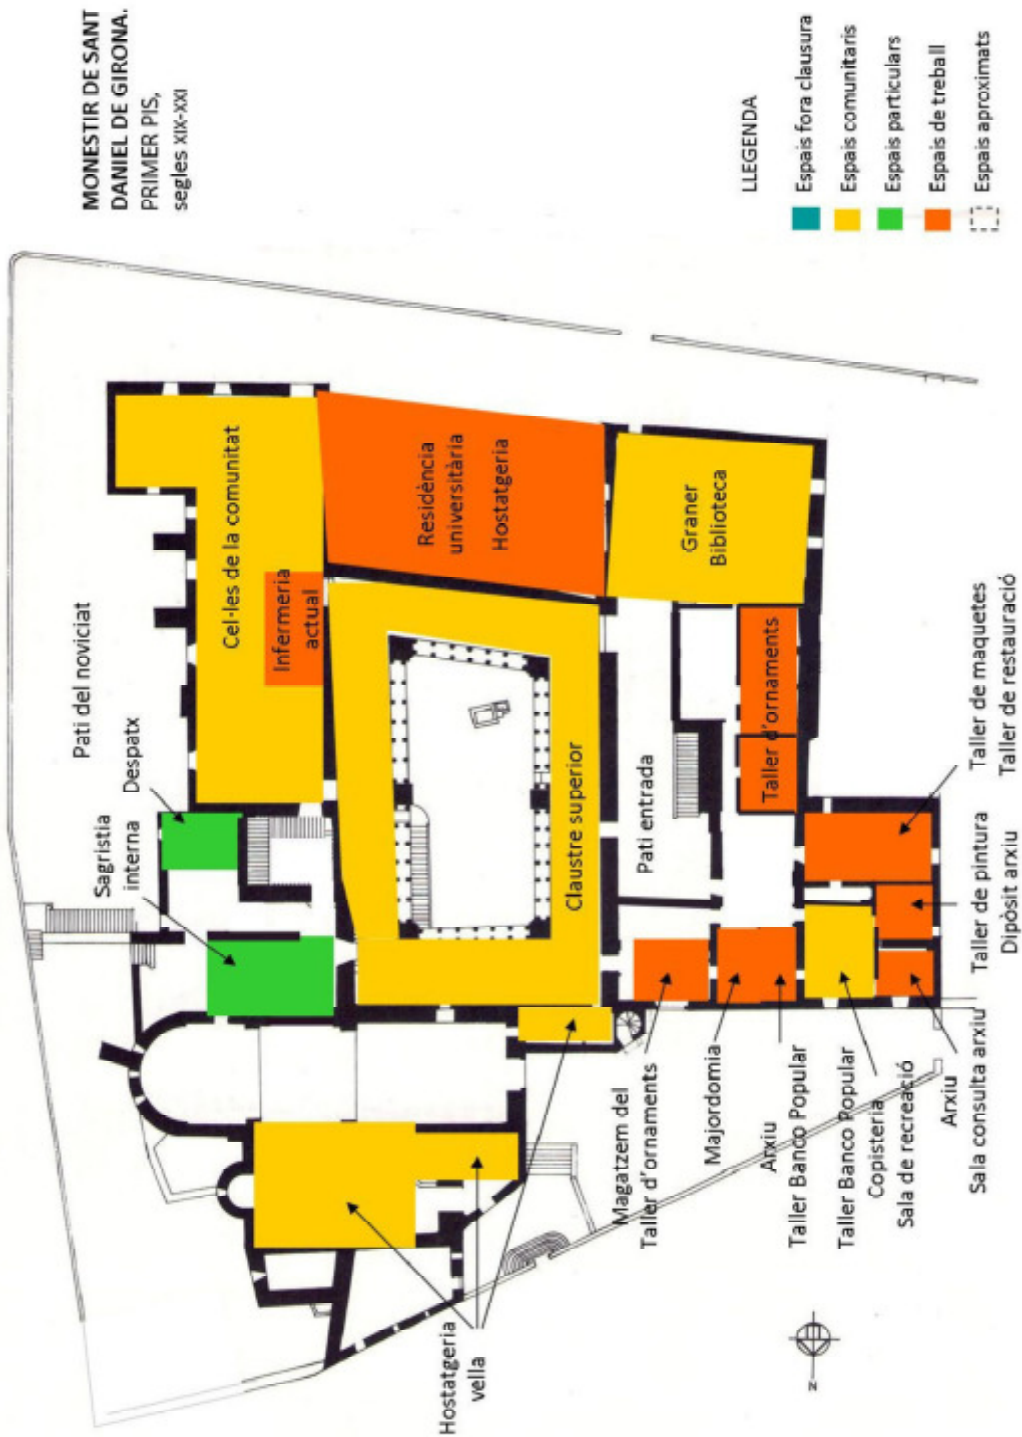 MONESTIR DE SANT
DANIEL DE GIRONA.
PRIMER PIS,
segles XIX-XXI
LLEGENDA
Espais fora clausura
Espais comunitaris
Espais particulars
Espais de treball
Espais aproximats
Pati del noviciat
Despatx
Sagristia
interna
Cel·les de la comunitat
Infermeria
actual
Residència
universitària
Hostatgeria
Graner
Biblioteca
Claustre superior
Pati entrada
Taller d'ornaments
Hostatgeria
vella
Magatzem del
Taller d'ornaments
Majordomia
Arxiu
Taller Banco Popular
Taller Banco Popular
Copisteria
Sala de recreació
Arxiu
Sala consulta arxiu
Taller de pintura
Dipòsit arxiu
Taller de maquetes
Taller de restauració
N